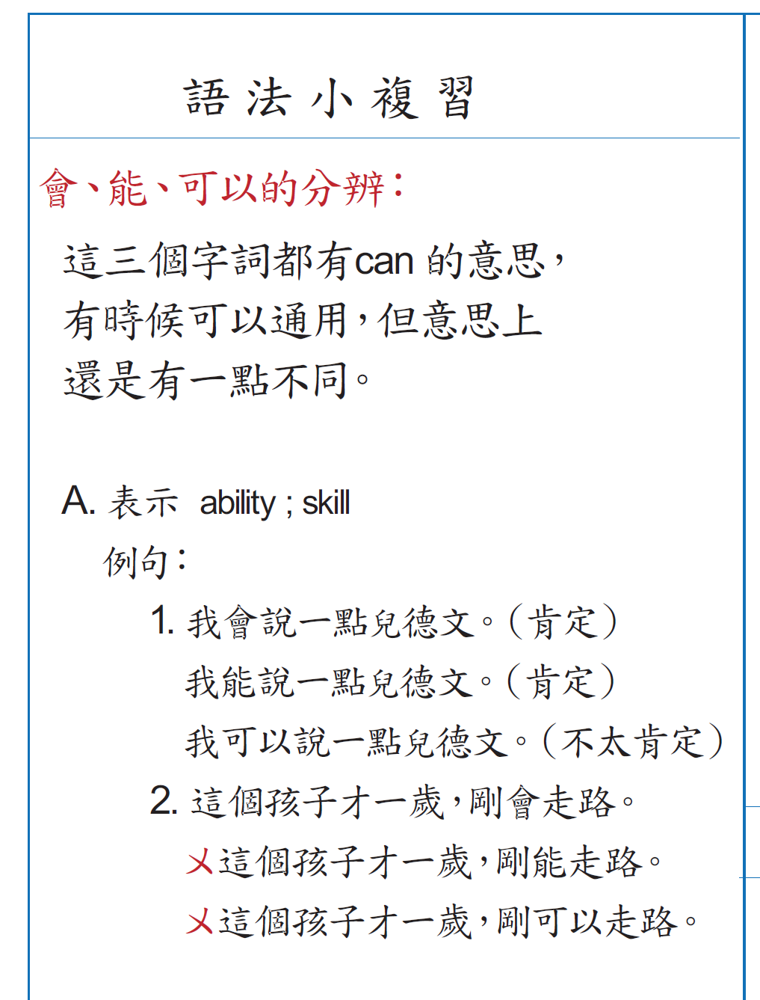 語法小複習
會、能、可以的分辨：
這三個字詞都有can 的意思，
有時候可以通用，但意思上
還是有一點不同。
A. 表示 ability ; skill
例句：
1. 我會說一點兒德文。（肯定）
我能說一點兒德文。（肯定）
我可以說一點兒德文。（不太肯定）
2. 這個孩子才一歲，剛會走路。
㐅這個孩子才一歲，剛能走路。
㐅這個孩子才一歲，剛可以走路。